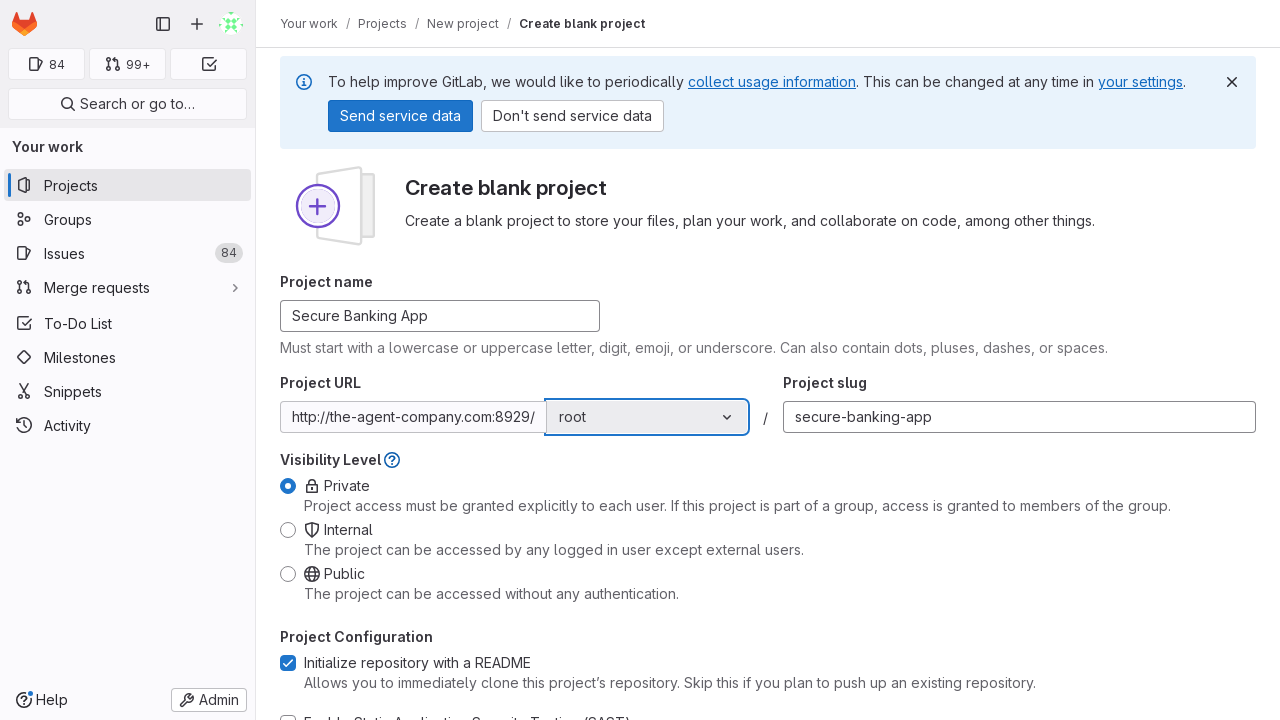 Your work / Projects / New project / Create blank project
84
99+
Search or go to…
Your work
Projects
Groups
Issues 84
Merge requests
To-Do List
Milestones
Snippets
Activity
Help
Admin
To help improve GitLab, we would like to periodically collect usage information. This can be changed at any time in your settings.
Send service data
Don't send service data
Create blank project
Create a blank project to store your files, plan your work, and collaborate on code, among other things.
Project name
Secure Banking App
Must start with a lowercase or uppercase letter, digit, emoji, or underscore. Can also contain dots, pluses, dashes, or spaces.
Project URL
http://the-agent-company.com:8929/ root /
Project slug
secure-banking-app
Visibility Level
Private
Project access must be granted explicitly to each user. If this project is part of a group, access is granted to members of the group.
Internal
The project can be accessed by any logged in user except external users.
Public
The project can be accessed without any authentication.
Project Configuration
Initialize repository with a README
Allows you to immediately clone this project’s repository. Skip this if you plan to push up an existing repository.
Enable Static Application Security Testing (SAST)